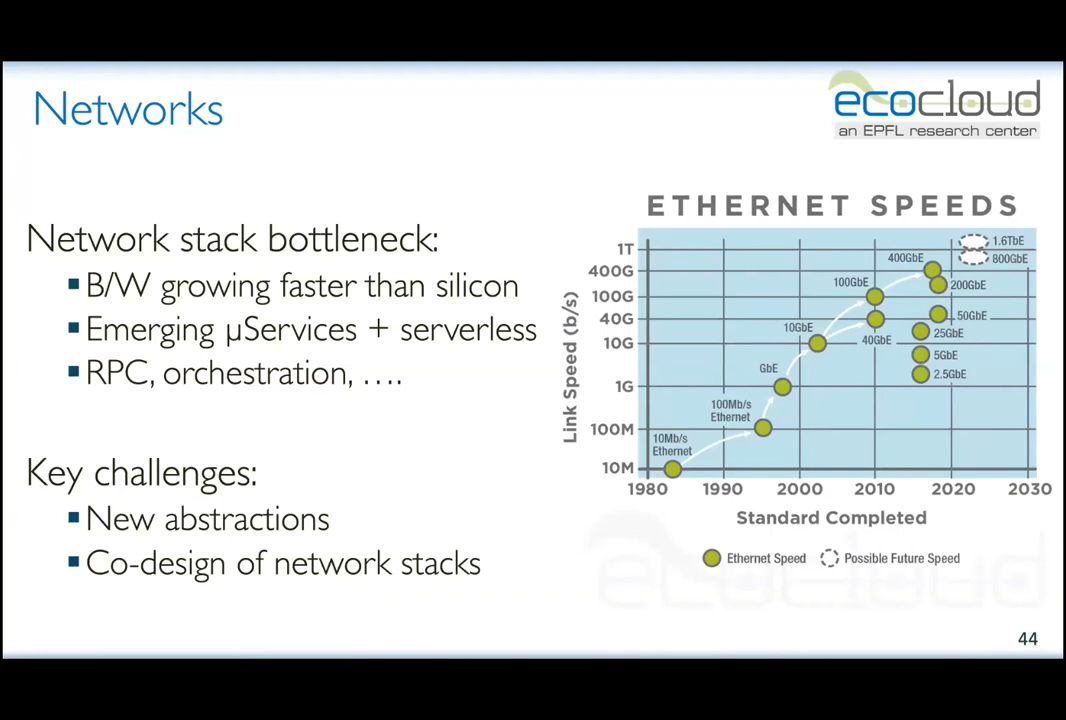 Networks
ecocloud
an EPFL research center
Network stack bottleneck:
▪ B/W growing faster than silicon
▪ Emerging µServices + serverless
▪ RPC, orchestration, ….
Key challenges:
▪ New abstractions
▪ Co-design of network stacks
ETHERNET SPEEDS
Link Speed (b/s)
1T
400G
100G
40G
10G
1G
100M
10M
1.6TbE
800GbE
400GbE
200GbE
100GbE
50GbE
10GbE
40GbE
25GbE
5GbE
GbE
2.5GbE
100Mb/s
Ethernet
10Mb/s
Ethernet
1980 1990 2000 2010 2020 2030
Standard Completed
Ethernet Speed
Possible Future Speed
ecocloud
44